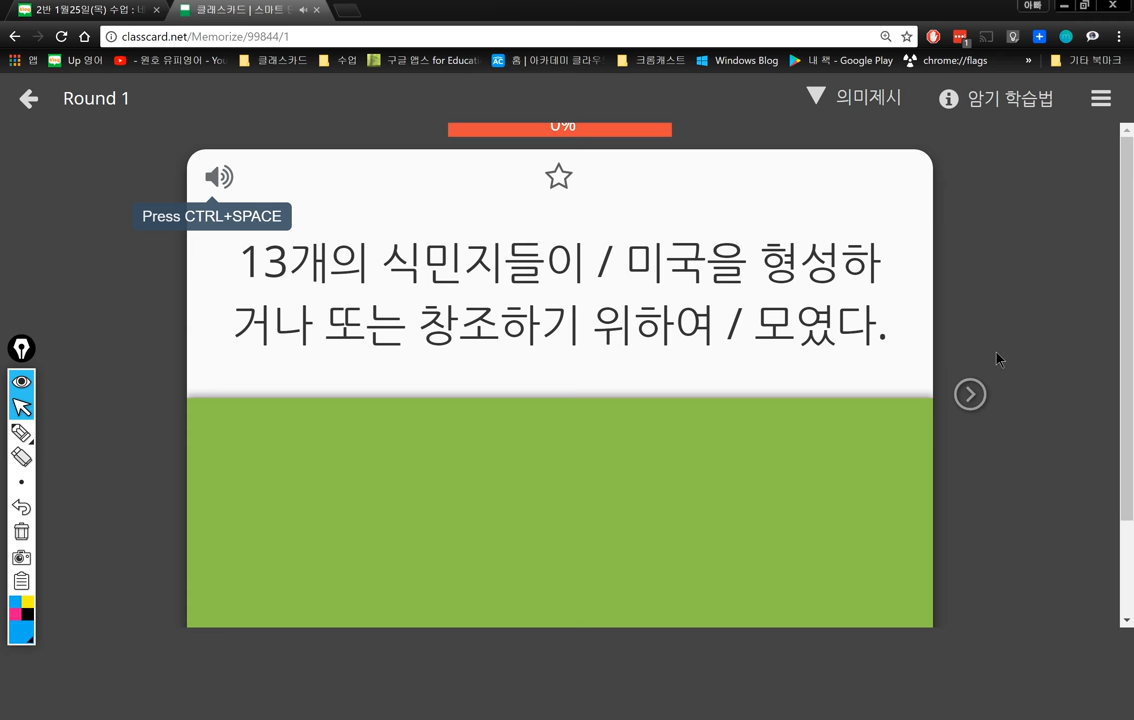 2반 1월25일(목) 수업 : 네
클래스카드 | 스마트
아빠
classcard.net/Memorize/99844/1
앱
Up 영어
- 원호 유피영어 - You
클래스카드
수업
구글 앱스 for Educati
홈 | 아카데미 클라우
크롬캐스트
Windows Blog
내 책 - Google Play
chrome://flags
»
기타 북마크
Round 1
의미제시
암기 학습법
0%
Press CTRL+SPACE
13개의 식민지들이 / 미국을 형성하
거나 또는 창조하기 위하여 / 모였다.